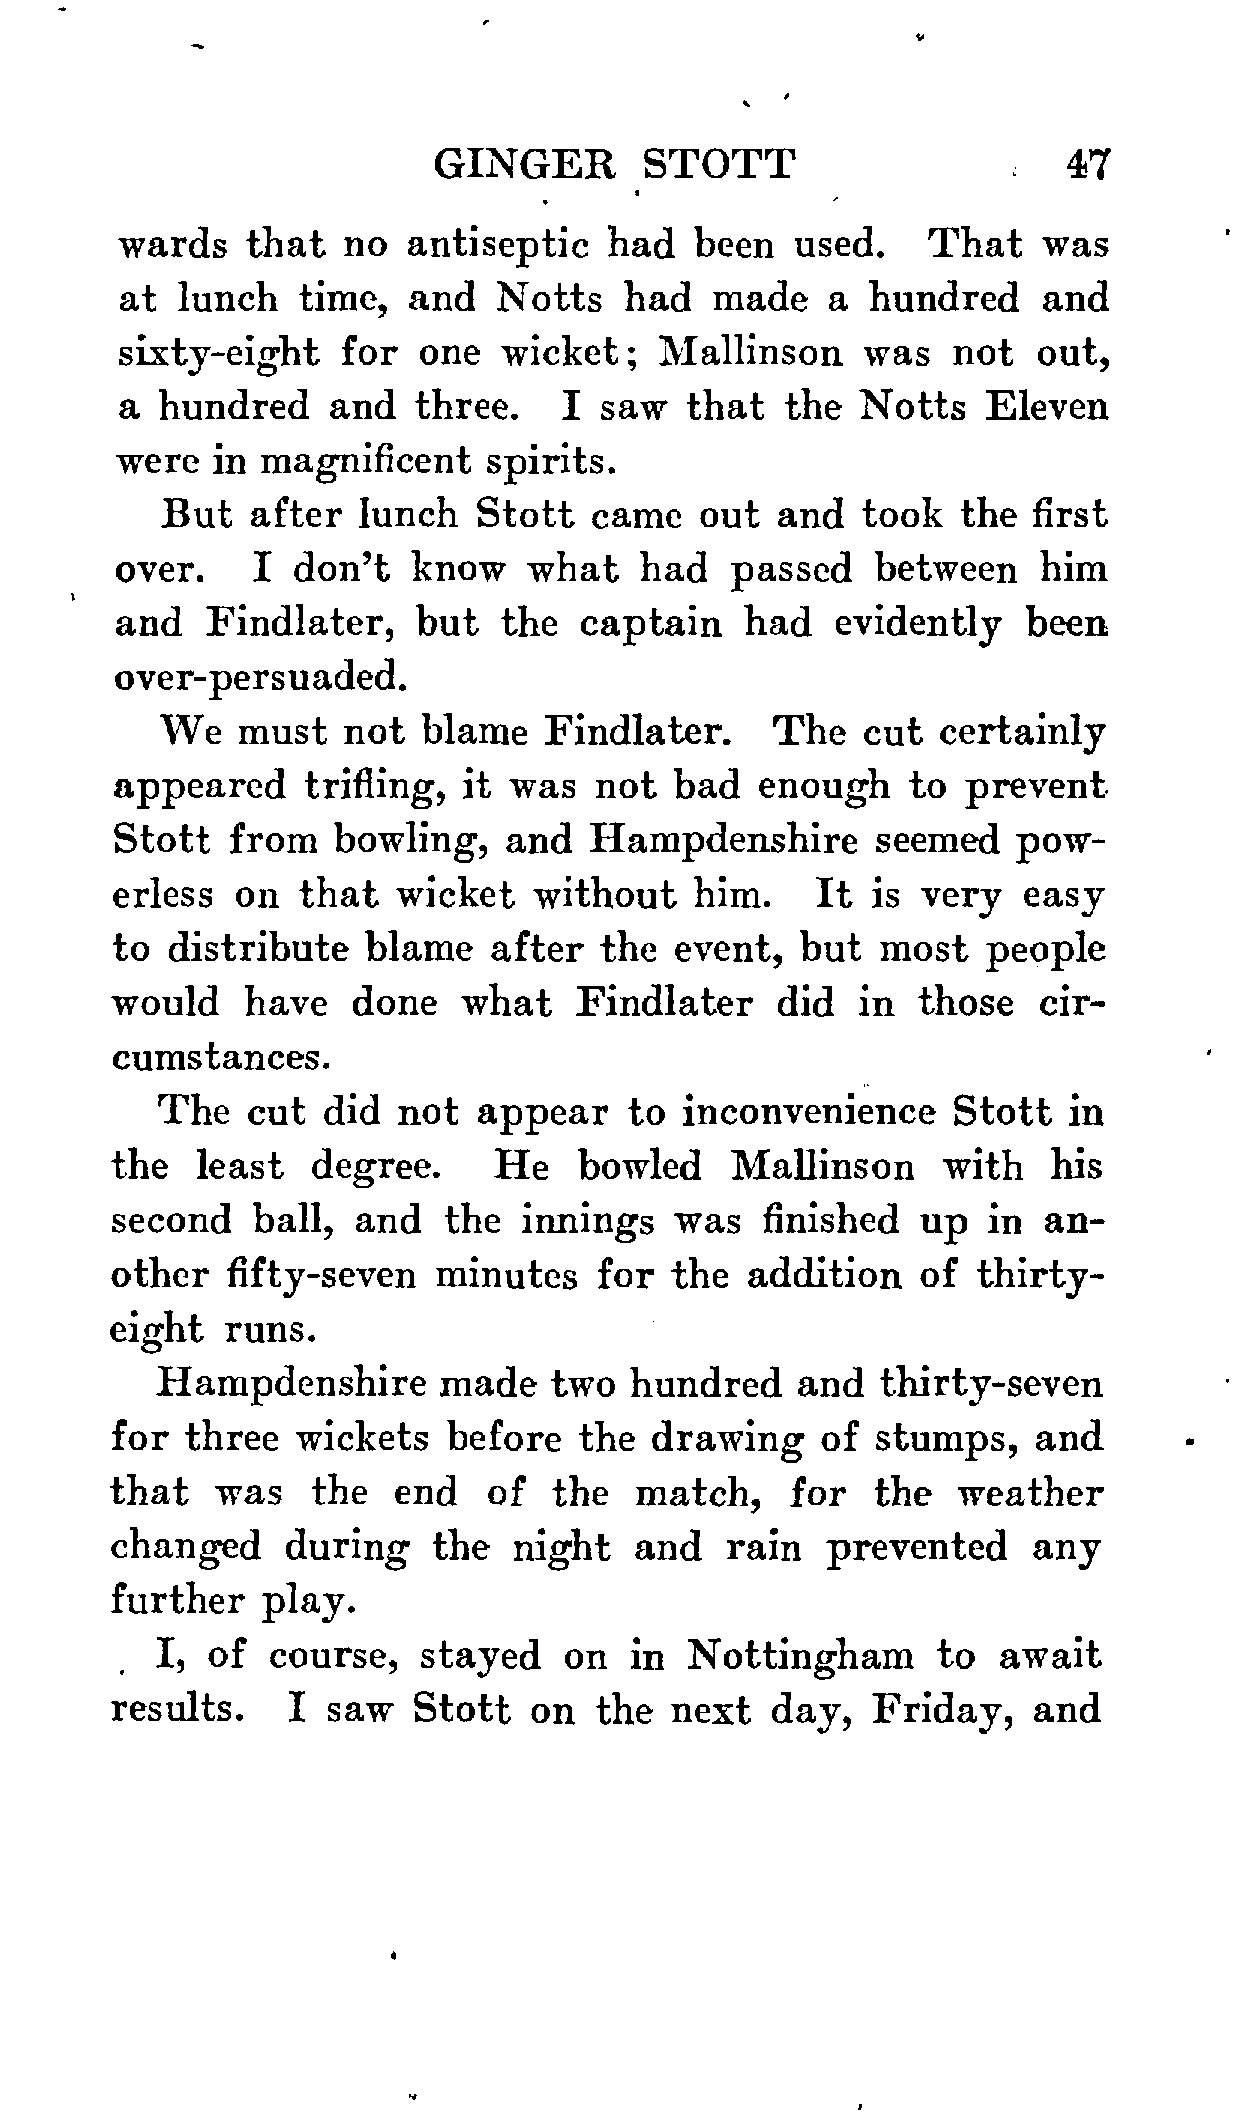 GINGER STOTT 47
wards that no antiseptic had been used. That was
at lunch time, and Notts had made a hundred and
sixty-eight for one wicket; Mallinson was not out,
a hundred and three. I saw that the Notts Eleven
were in magnificent spirits.
But after lunch Stott came out and took the first
over. I don't know what had passed between him
and Findlater, but the captain had evidently been
over-persuaded.
We must not blame Findlater. The cut certainly
appeared trifling, it was not bad enough to prevent
Stott from bowling, and Hampdenshire seemed pow-
erless on that wicket without him. It is very easy
to distribute blame after the event, but most people
would have done what Findlater did in those cir-
cumstances.
The cut did not appear to inconvenience Stott in
the least degree. He bowled Mallinson with his
second ball, and the innings was finished up in an-
other fifty-seven minutes for the addition of thirty-
eight runs.
Hampdenshire made two hundred and thirty-seven
for three wickets before the drawing of stumps, and
that was the end of the match, for the weather
changed during the night and rain prevented any
further play.
I, of course, stayed on in Nottingham to await
results. I saw Stott on the next day, Friday, and